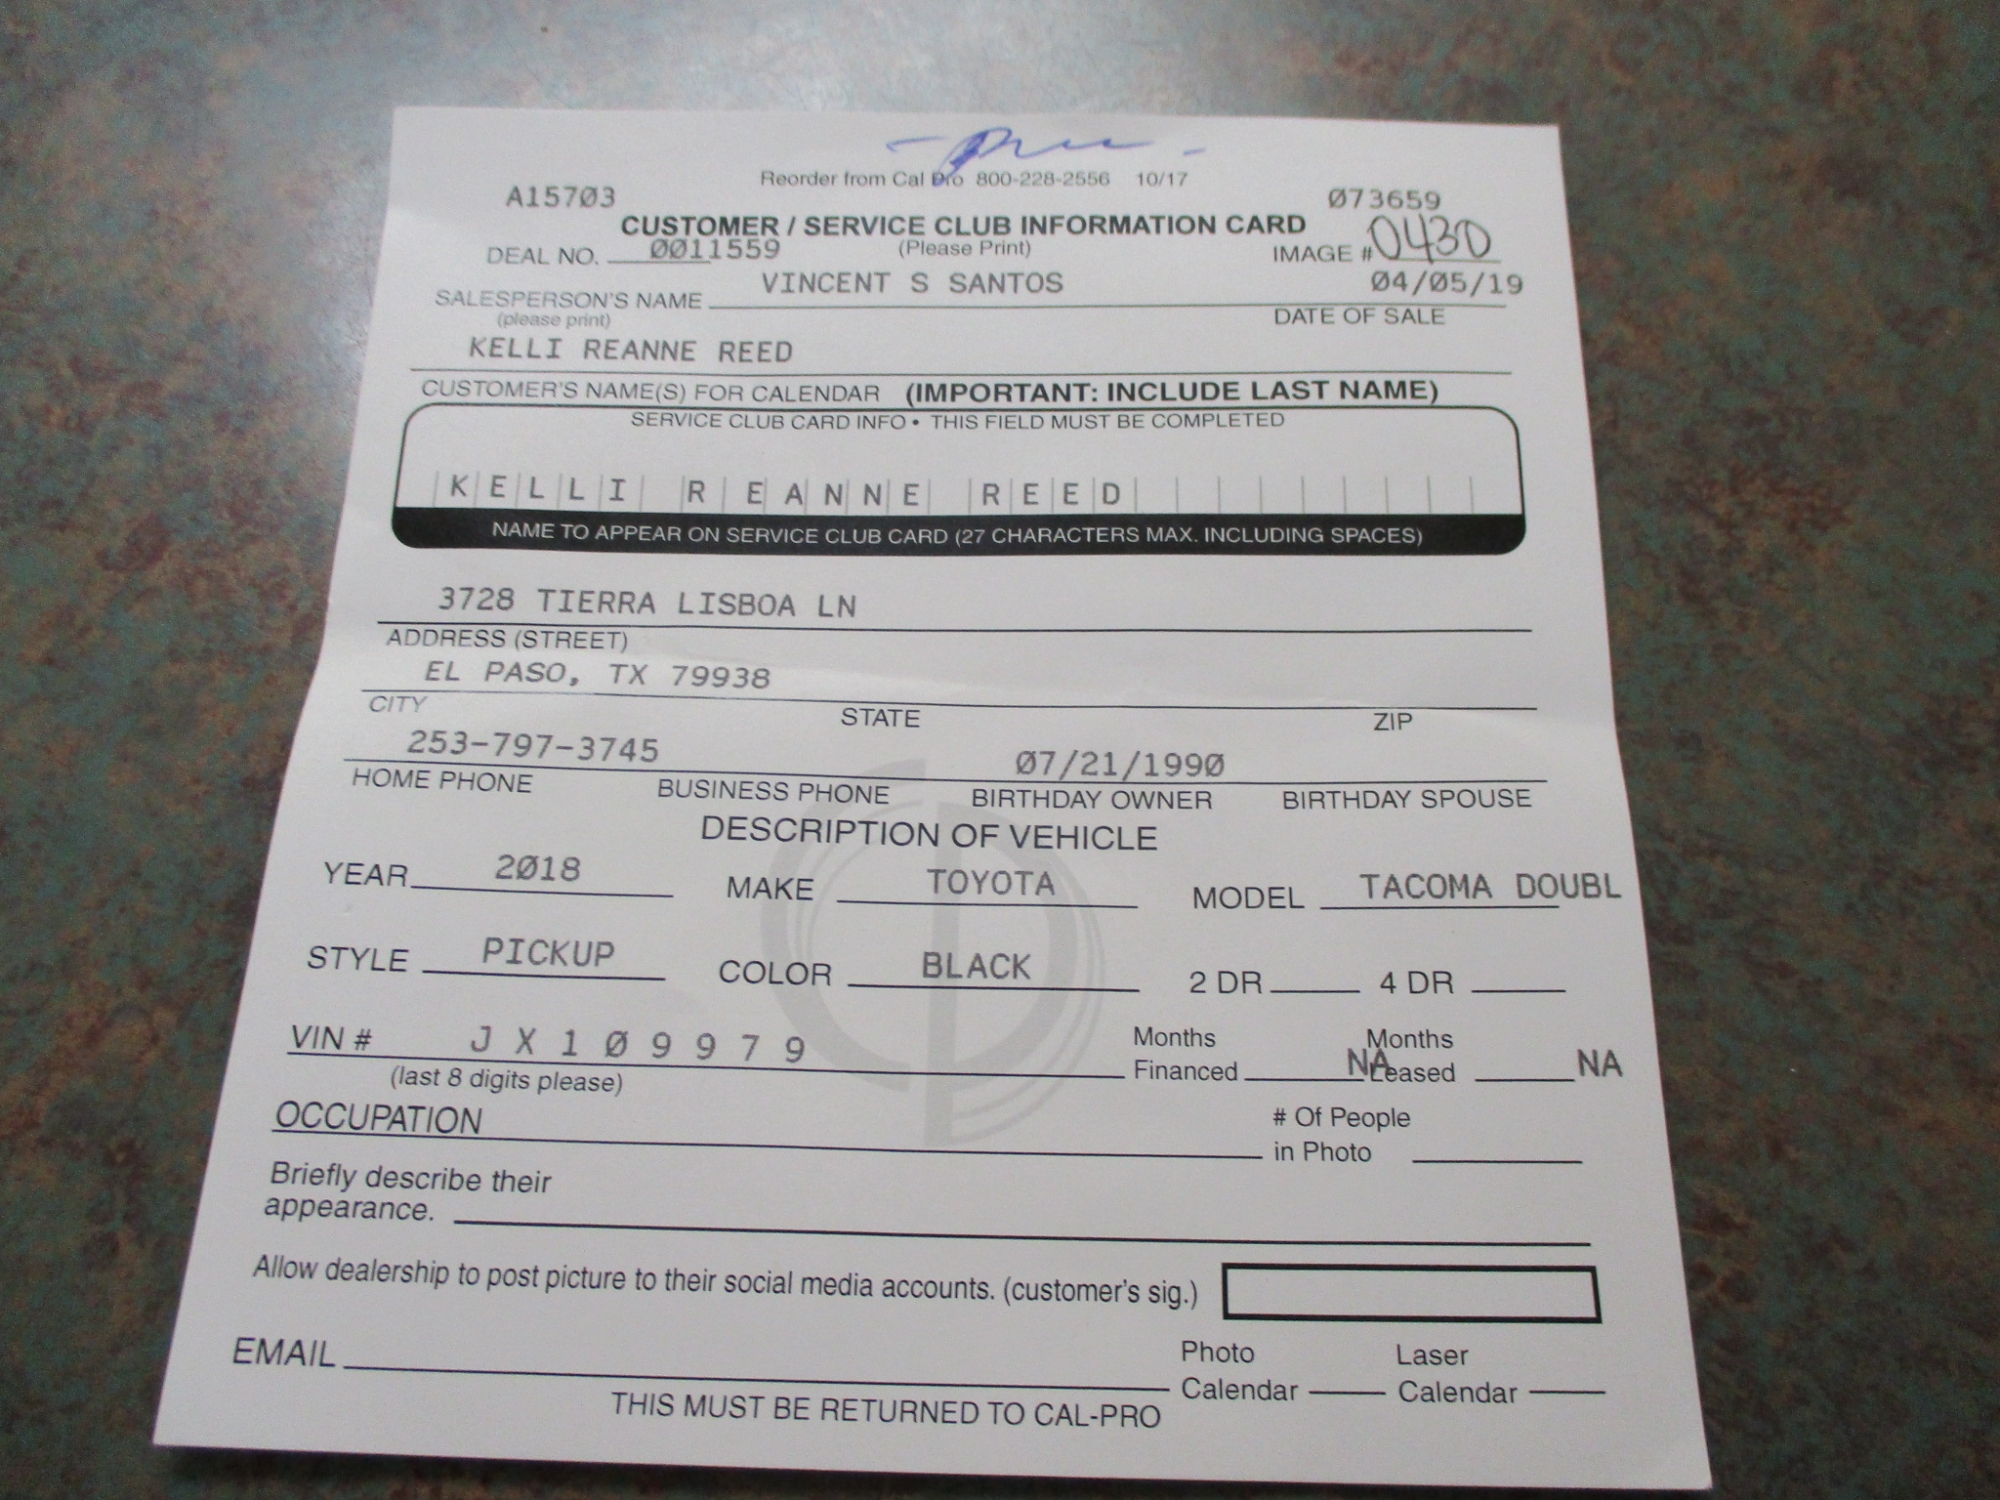 Reorder from Cal Pro 800-228-2556 10/17
A15703 073659
CUSTOMER / SERVICE CLUB INFORMATION CARD
DEAL NO. 0011559 (Please Print) IMAGE # 0430
VINCENT S SANTOS 04/05/19
SALESPERSON'S NAME DATE OF SALE
(please print)
KELLI REANNE REED
CUSTOMER'S NAME(S) FOR CALENDAR (IMPORTANT: INCLUDE LAST NAME)
SERVICE CLUB CARD INFO • THIS FIELD MUST BE COMPLETED
KELLI REANNE REED
NAME TO APPEAR ON SERVICE CLUB CARD (27 CHARACTERS MAX. INCLUDING SPACES)
3728 TIERRA LISBOA LN
ADDRESS (STREET)
EL PASO, TX 79938
CITY STATE ZIP
253-797-3745 07/21/1990
HOME PHONE BUSINESS PHONE BIRTHDAY OWNER BIRTHDAY SPOUSE
DESCRIPTION OF VEHICLE
YEAR 2018 MAKE TOYOTA MODEL TACOMA DOUBL
STYLE PICKUP COLOR BLACK 2 DR 4 DR
VIN # JX109979 Months Months
(last 8 digits please) Financed NA Leased NA
OCCUPATION # Of People
in Photo
Briefly describe their
appearance.
Allow dealership to post picture to their social media accounts. (customer's sig.)
EMAIL Photo Laser
Calendar Calendar
THIS MUST BE RETURNED TO CAL-PRO